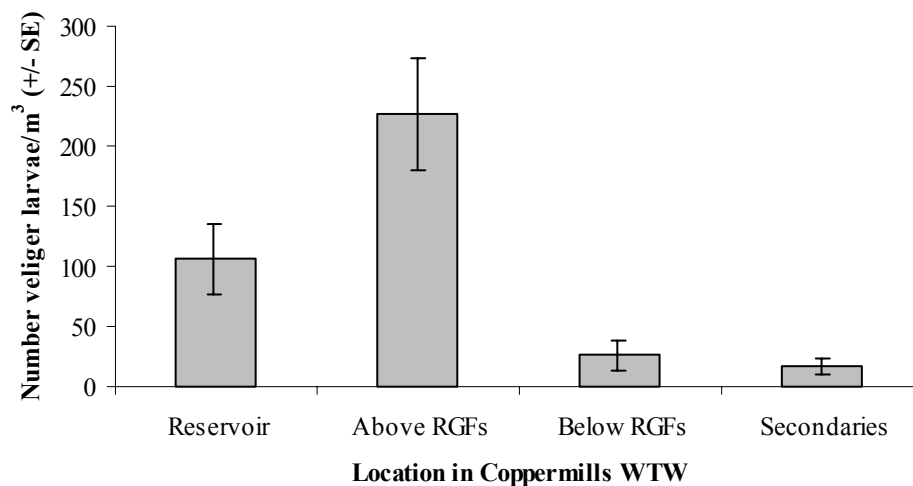 Number veliger larvae/m³ (+/- SE)
300
250
200
150
100
50
0
Reservoir
Above RGFs
Below RGFs
Secondaries
Location in Coppermills WTW